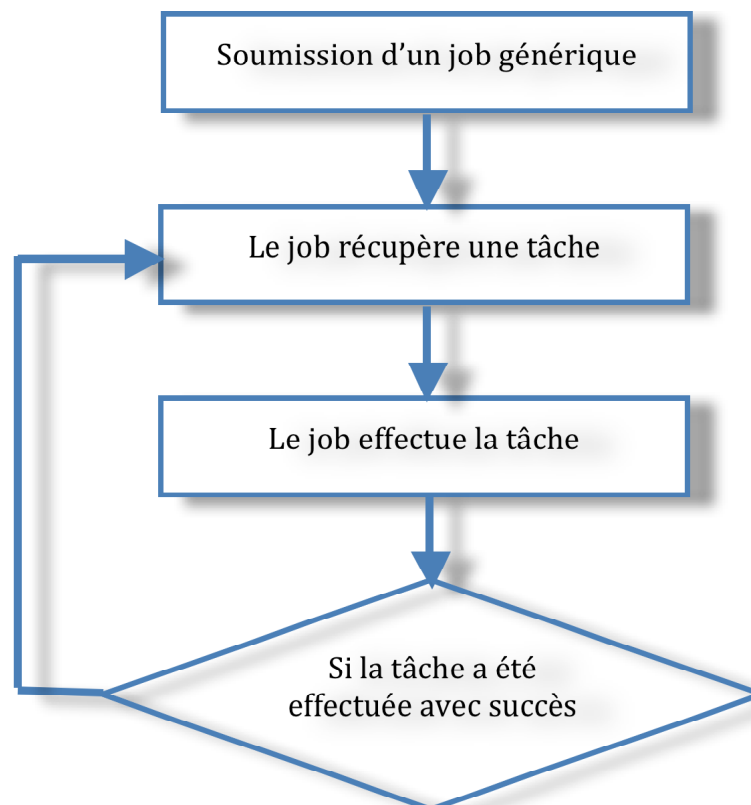 Soumission d’un job générique
Le job récupère une tâche
Le job effectue la tâche
Si la tâche a été
effectuée avec succès